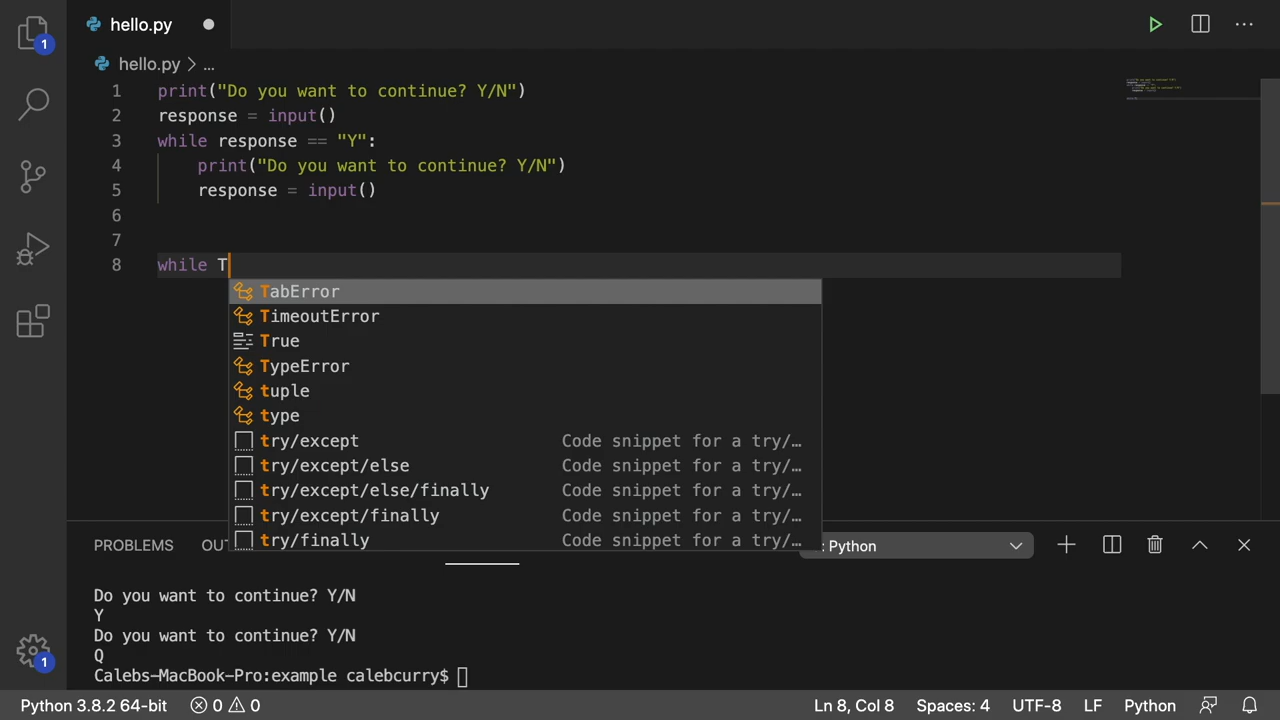 hello.py
1
hello.py > ...
1 print("Do you want to continue? Y/N")
2 response = input()
3 while response == "Y":
4 print("Do you want to continue? Y/N")
5 response = input()
6
7
8 while T
TabError
TimeoutError
True
TypeError
tuple
type
try/except Code snippet for a try/…
try/except/else Code snippet for a try/…
try/except/else/finally Code snippet for a try/…
try/except/finally Code snippet for a try/…
try/finally Code snippet for a try/…
PROBLEMS OUT : Python
Do you want to continue? Y/N
Y
Do you want to continue? Y/N
Q
Calebs-MacBook-Pro:example calebcurry$
1
Python 3.8.2 64-bit 0 0 Ln 8, Col 8 Spaces: 4 UTF-8 LF Python